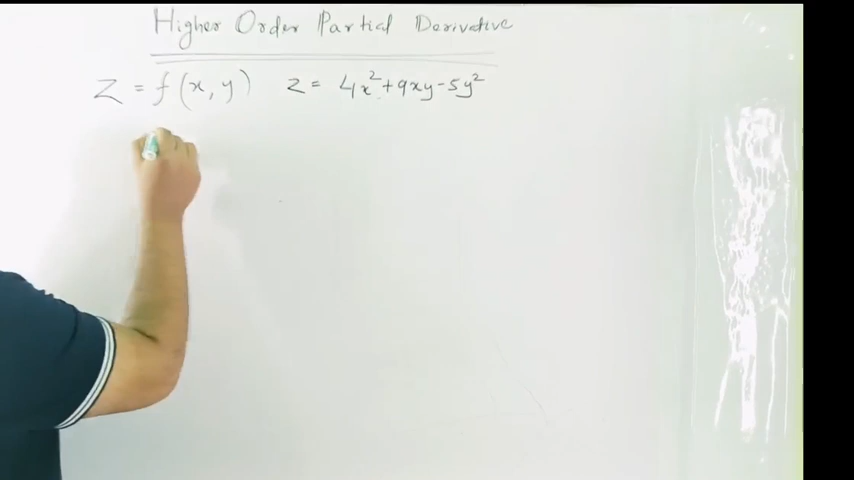 Higher Order Partial Derivative
Z = f(x, y) z = 4x² + 9xy - 5y²